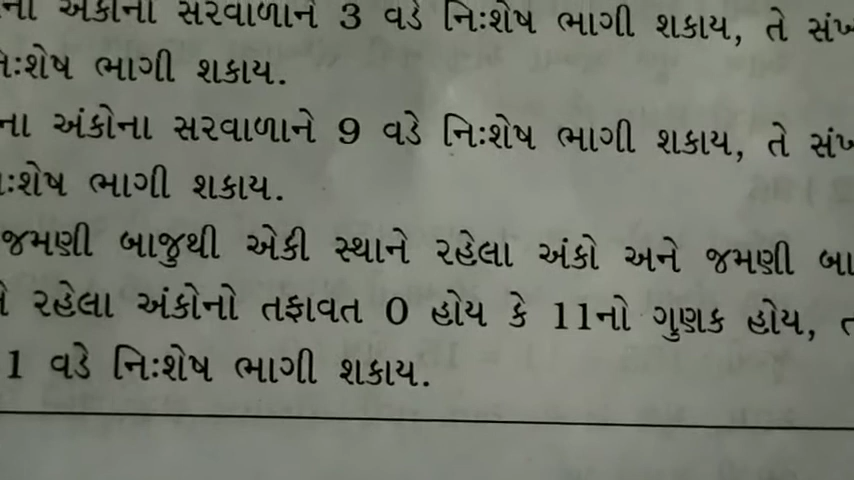 ના અંકોના સરવાળાને 3 વડે નિઃશેષ ભાગી શકાય, તે
નિઃશેષ ભાગી શકાય.
ના અંકોના સરવાળાને 9 વડે નિઃશેષ ભાગી શકાય, તે
નિઃશેષ ભાગી શકાય.
જમણી બાજુથી એકી સ્થાને રહેલા અંકો અને જમણી બા
રહેલા અંકોનો તફાવત 0 હોય કે 11નો ગુણક હોય,
1 વડે નિઃશેષ ભાગી શકાય.